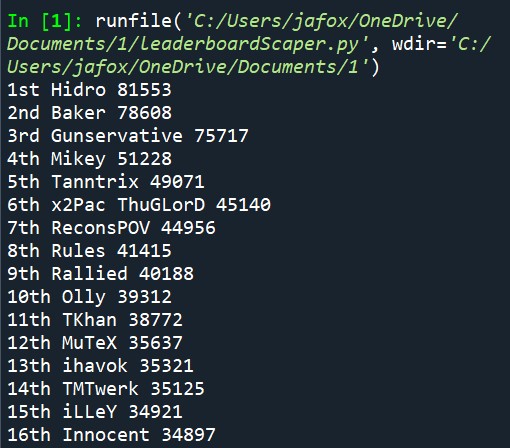 In [1]: runfile('C:/Users/jafox/OneDrive/
Documents/1/leaderboardScaper.py', wdir='C:/
Users/jafox/OneDrive/Documents/1')
1st Hidro 81553
2nd Baker 78608
3rd Gunservative 75717
4th Mikey 51228
5th Tanntrix 49071
6th x2Pac ThuGLorD 45140
7th ReconsPOV 44956
8th Rules 41415
9th Rallied 40188
10th Olly 39312
11th TKhan 38772
12th MuTeX 35637
13th ihavok 35321
14th TMTwerk 35125
15th iLLeY 34921
16th Innocent 34897